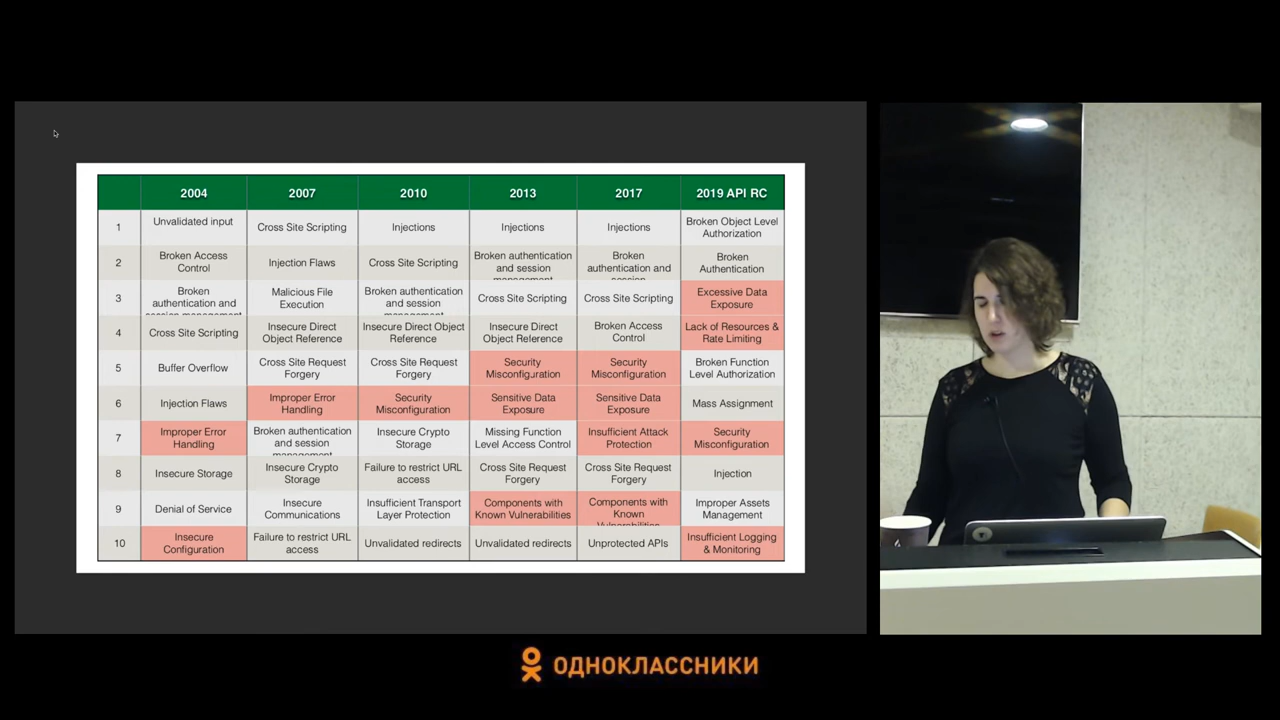 2004
2007
2010
2013
2017
2019 API RC
1
Unvalidated input
Cross Site Scripting
Injections
Injections
Injections
Broken Object Level
Authorization
2
Broken Access
Control
Injection Flaws
Cross Site Scripting
Broken authentication
and session
management
Broken
authentication and
session
Broken
Authentication
3
Broken
authentication and
session management
Malicious File
Execution
Broken authentication
and session
management
Cross Site Scripting
Cross Site Scripting
Excessive Data
Exposure
4
Cross Site Scripting
Insecure Direct
Object Reference
Insecure Direct Object
Reference
Insecure Direct
Object Reference
Broken Access
Control
Lack of Resources &
Rate Limiting
5
Buffer Overflow
Cross Site Request
Forgery
Cross Site Request
Forgery
Security
Misconfiguration
Security
Misconfiguration
Broken Function
Level Authorization
6
Injection Flaws
Improper Error
Handling
Security
Misconfiguration
Sensitive Data
Exposure
Sensitive Data
Exposure
Mass Assignment
7
Improper Error
Handling
Broken authentication
and session
management
Insecure Crypto
Storage
Missing Function
Level Access Control
Insufficient Attack
Protection
Security
Misconfiguration
8
Insecure Storage
Insecure Crypto
Storage
Failure to restrict URL
access
Cross Site Request
Forgery
Cross Site Request
Forgery
Injection
9
Denial of Service
Insecure
Communications
Insufficient Transport
Layer Protection
Components with
Known Vulnerabilities
Components with
Known
Vulnerabilities
Improper Assets
Management
10
Insecure
Configuration
Failure to restrict URL
access
Unvalidated redirects
Unvalidated redirects
Unprotected APIs
Insufficient Logging
& Monitoring
ОДНОКЛАССНИКИ